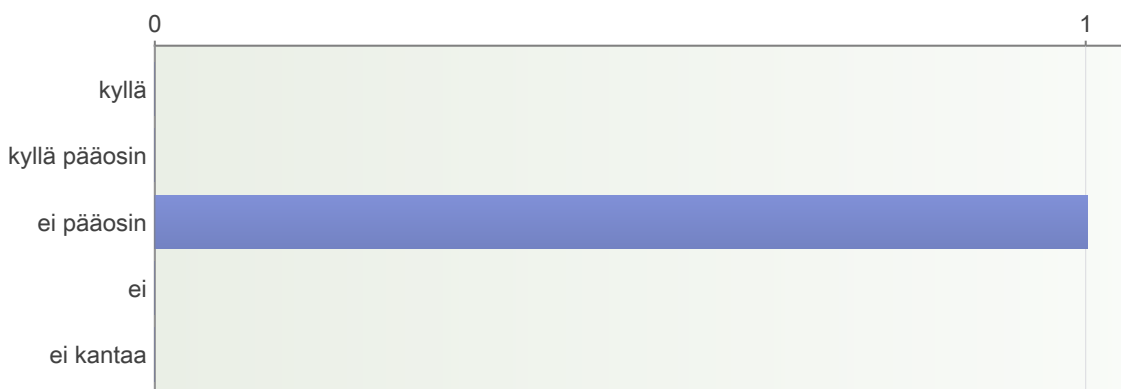 0 1
kyllä
kyllä pääosin
ei pääosin
ei
ei kantaa